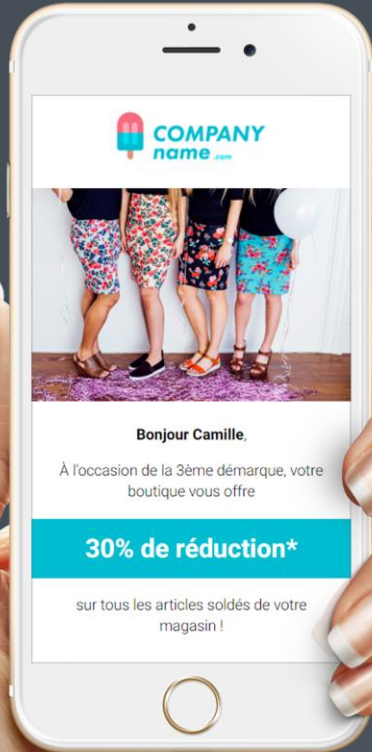 COMPANY
name .com
Bonjour Camille,
À l'occasion de la 3ème démarque, votre
boutique vous offre
30% de réduction*
sur tous les articles soldés de votre
magasin !